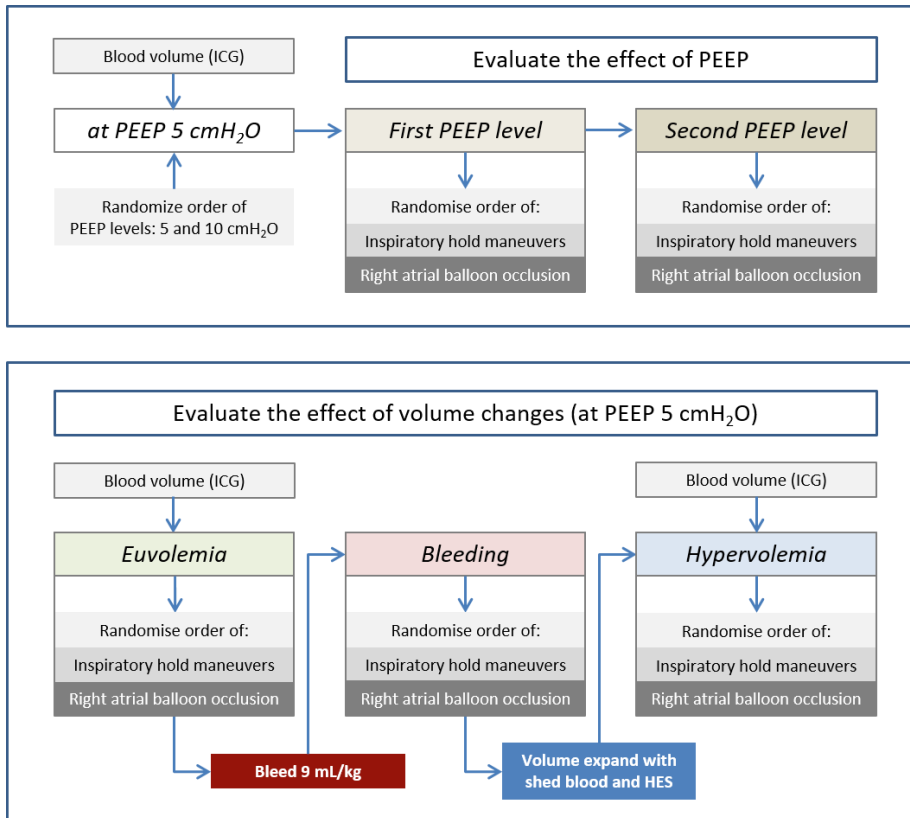 Blood volume (ICG)
Evaluate the effect of PEEP
at PEEP 5 cmH₂O
First PEEP level
Second PEEP level
Randomize order of
PEEP levels: 5 and 10 cmH₂O
Randomise order of:
Inspiratory hold maneuvers
Right atrial balloon occlusion
Randomise order of:
Inspiratory hold maneuvers
Right atrial balloon occlusion
Evaluate the effect of volume changes (at PEEP 5 cmH₂O)
Blood volume (ICG)
Blood volume (ICG)
Euvolemia
Bleeding
Hypervolemia
Randomise order of:
Inspiratory hold maneuvers
Right atrial balloon occlusion
Randomise order of:
Inspiratory hold maneuvers
Right atrial balloon occlusion
Randomise order of:
Inspiratory hold maneuvers
Right atrial balloon occlusion
Bleed 9 mL/kg
Volume expand with
shed blood and HES